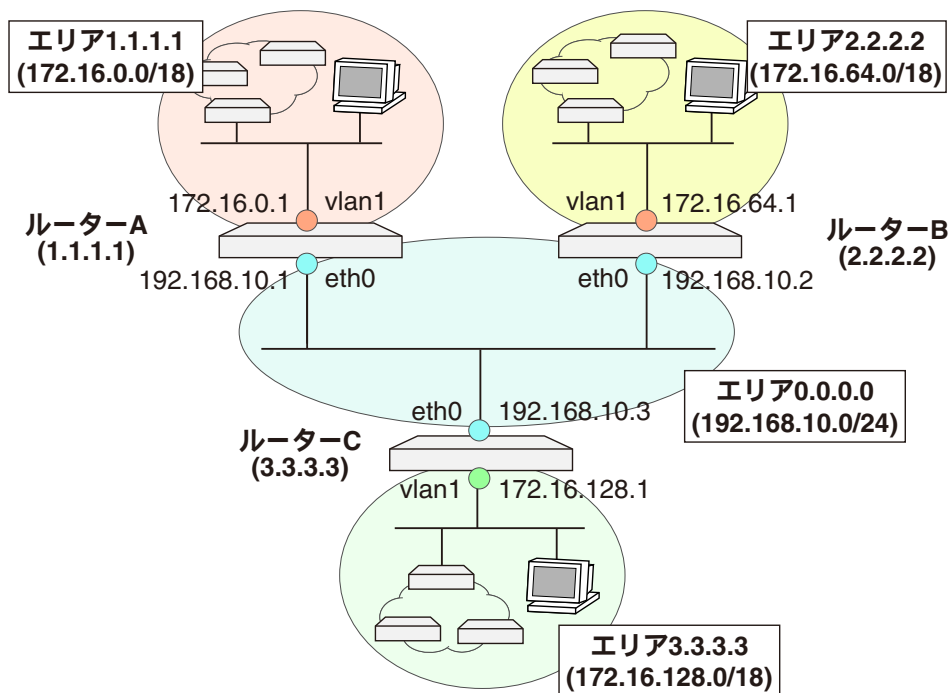 エリア1.1.1.1
(172.16.0.0/18)
エリア2.2.2.2
(172.16.64.0/18)
172.16.0.1
vlan1
vlan1
172.16.64.1
ルーターA
(1.1.1.1)
ルーターB
(2.2.2.2)
192.168.10.1
eth0
eth0
192.168.10.2
エリア0.0.0.0
(192.168.10.0/24)
eth0
192.168.10.3
ルーターC
(3.3.3.3)
vlan1
172.16.128.1
エリア3.3.3.3
(172.16.128.0/18)